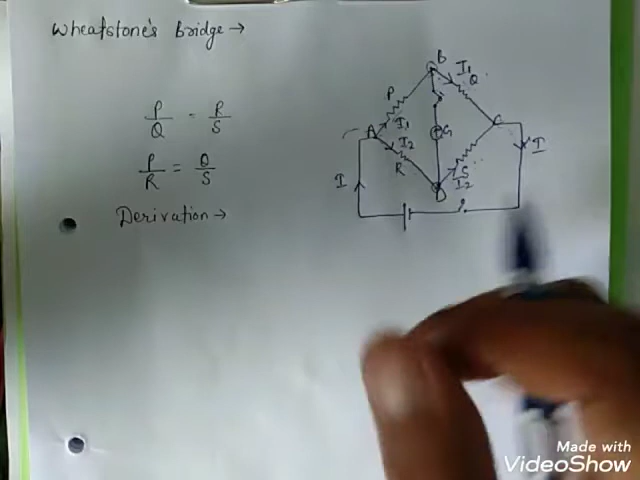 Wheatstone's Bridge →
P/Q = R/S
P/R = Q/S
Derivation →
B
I₁
Q
P
A
I₁
I₂
G
C
I
R
S
I₂
D
I
Made with
VideoShow